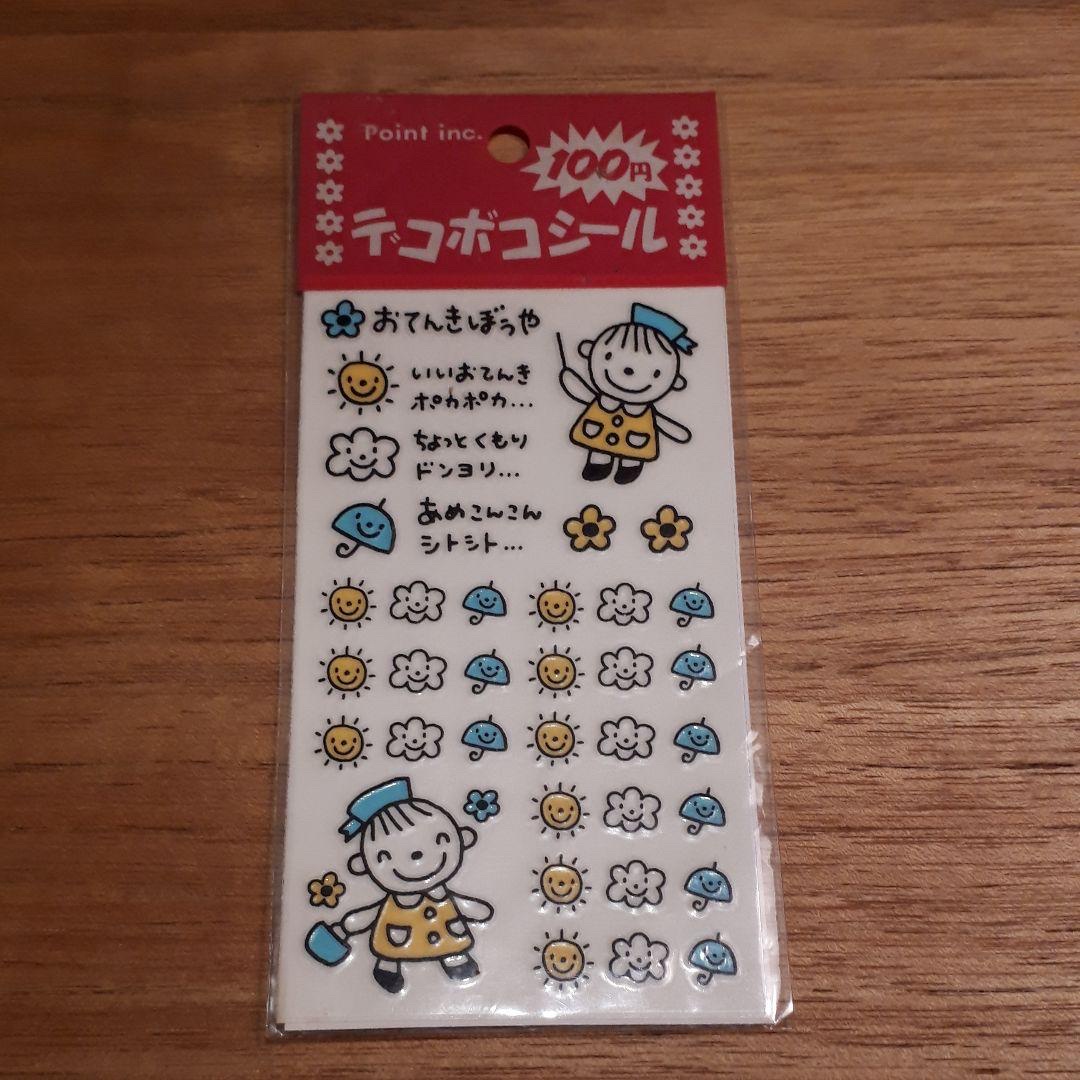 Point inc.
100円
デコボコシール
おてんきぼうや
いいおてんき
ポカポカ...
ちょっとくもり
ドンヨリ...
あめこんこん
シトシト...